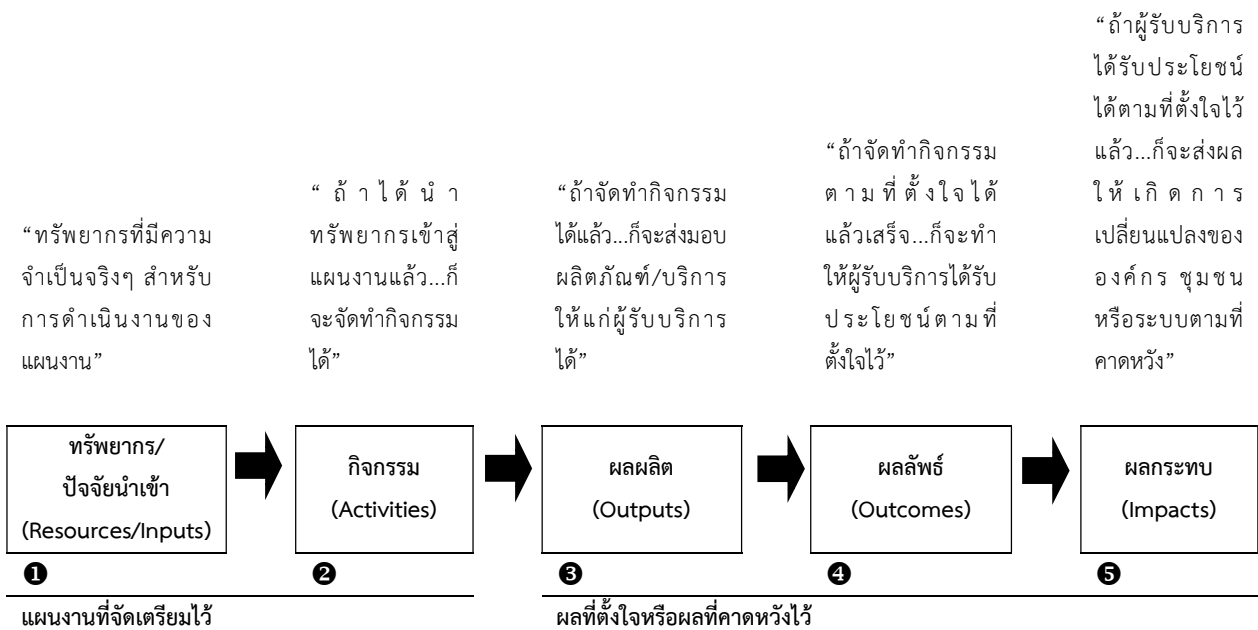 “ทรัพยากรที่มีความ
จำเป็นจริงๆ สำหรับ
การดำเนินงานของ
แผนงาน”
“ถ้าได้นำ
ทรัพยากรเข้าสู่
แผนงานแล้ว...ก็
จะจัดทำกิจกรรม
ได้”
“ถ้าจัดทำกิจกรรม
ได้แล้ว...ก็จะส่งมอบ
ผลิตภัณฑ์/บริการ
ให้แก่ผู้รับบริการ
ได้”
“ถ้าจัดทำกิจกรรม
ตามที่ตั้งใจได้
แล้วเสร็จ...ก็จะทำ
ให้ผู้รับบริการได้รับ
ประโยชน์ตามที่
ตั้งใจไว้”
“ถ้าผู้รับบริการ
ได้รับประโยชน์
ได้ตามที่ตั้งใจไว้
แล้ว...ก็จะส่งผล
ให้เกิดการ
เปลี่ยนแปลงของ
องค์กร ชุมชน
หรือระบบตามที่
คาดหวัง”
ทรัพยากร/
ปัจจัยนำเข้า
(Resources/Inputs)
กิจกรรม
(Activities)
ผลผลิต
(Outputs)
ผลลัพธ์
(Outcomes)
ผลกระทบ
(Impacts)
❶ ❷ ❸ ❹ ❺
แผนงานที่จัดเตรียมไว้
ผลที่ตั้งใจหรือผลที่คาดหวังไว้